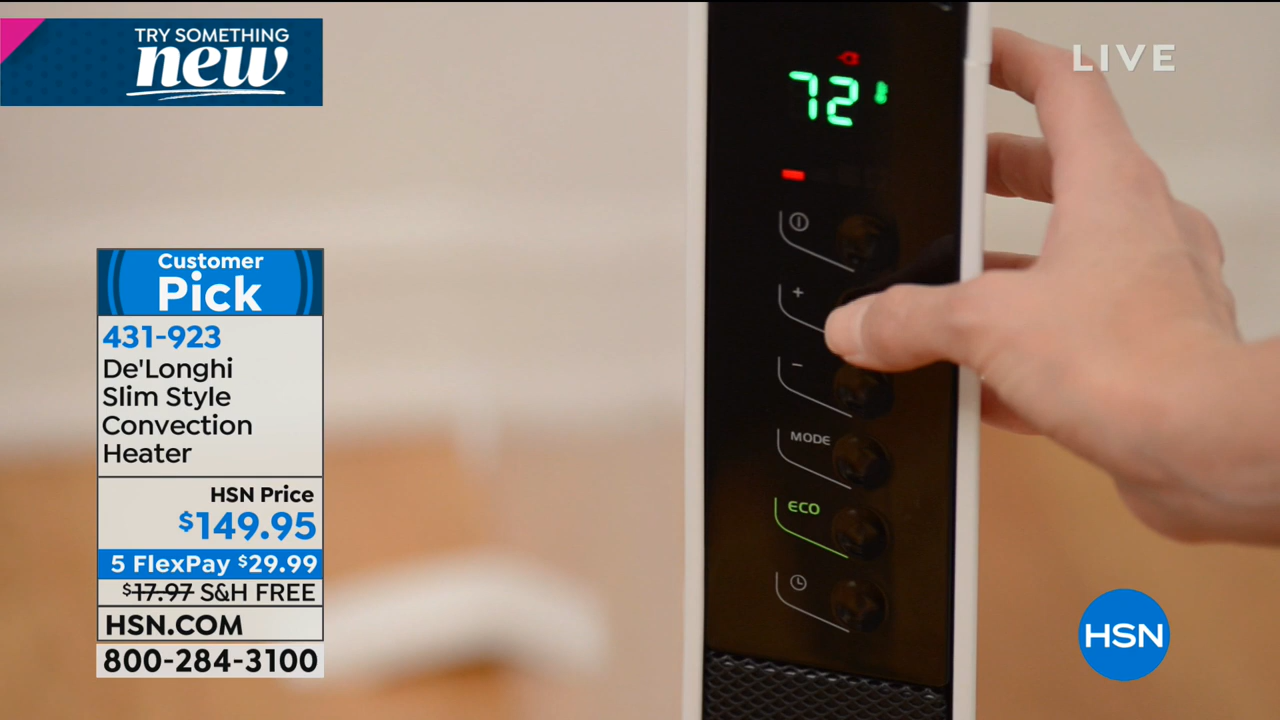 TRY SOMETHING
new
LIVE
72
+
-
MODE
ECO
Customer
Pick
431-923
De'Longhi
Slim Style
Convection
Heater
HSN Price
$149.95
5 FlexPay $29.99
$17.97 S&H FREE
HSN.COM
800-284-3100
HSN